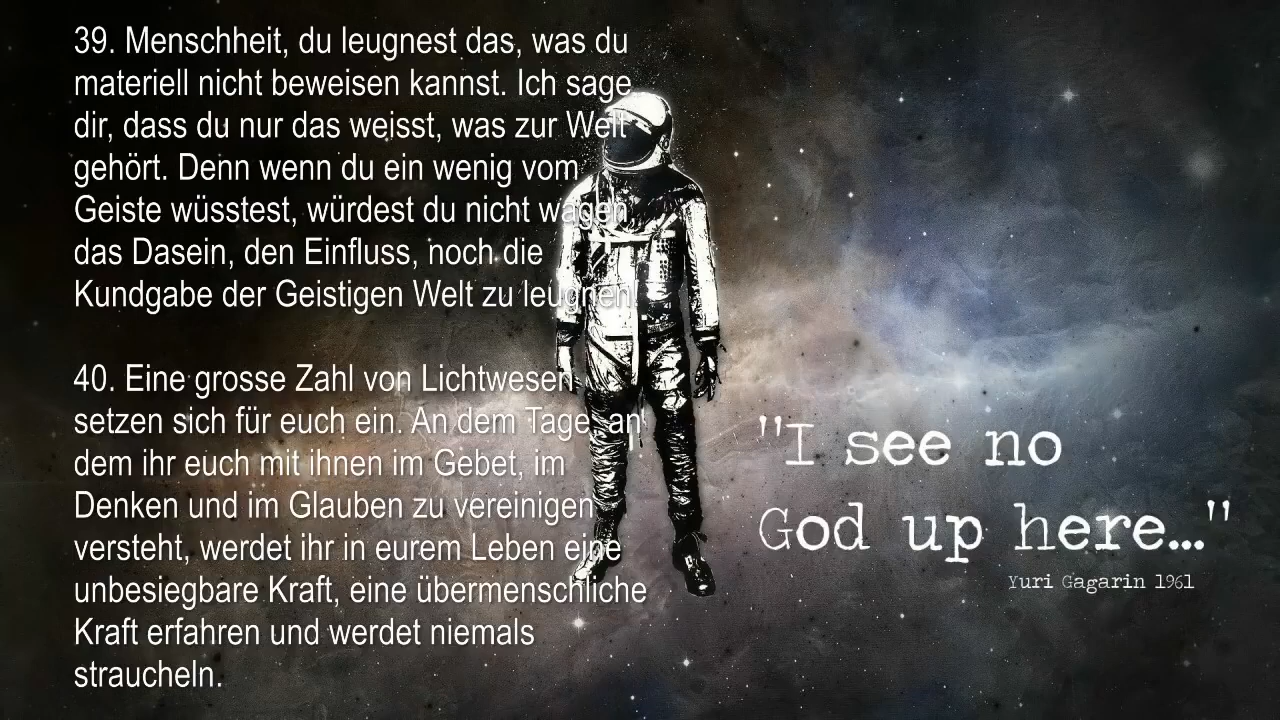 39. Menschheit, du leugnest das, was du
materiell nicht beweisen kannst. Ich sage
dir, dass du nur das weisst, was zur Welt
gehört. Denn wenn du ein wenig vom
Geiste wüsstest, würdest du nicht wagen,
das Dasein, den Einfluss, noch die
Kundgabe der Geistigen Welt zu leugnen.

40. Eine grosse Zahl von Lichtwesen
setzen sich für euch ein. An dem Tage, an
dem ihr euch mit ihnen im Gebet, im
Denken und im Glauben zu vereinigen
versteht, werdet ihr in eurem Leben eine
unbesiegbare Kraft, eine übermenschliche
Kraft erfahren und werdet niemals
straucheln.

"I see no
God up here..."
Yuri Gagarin 1961